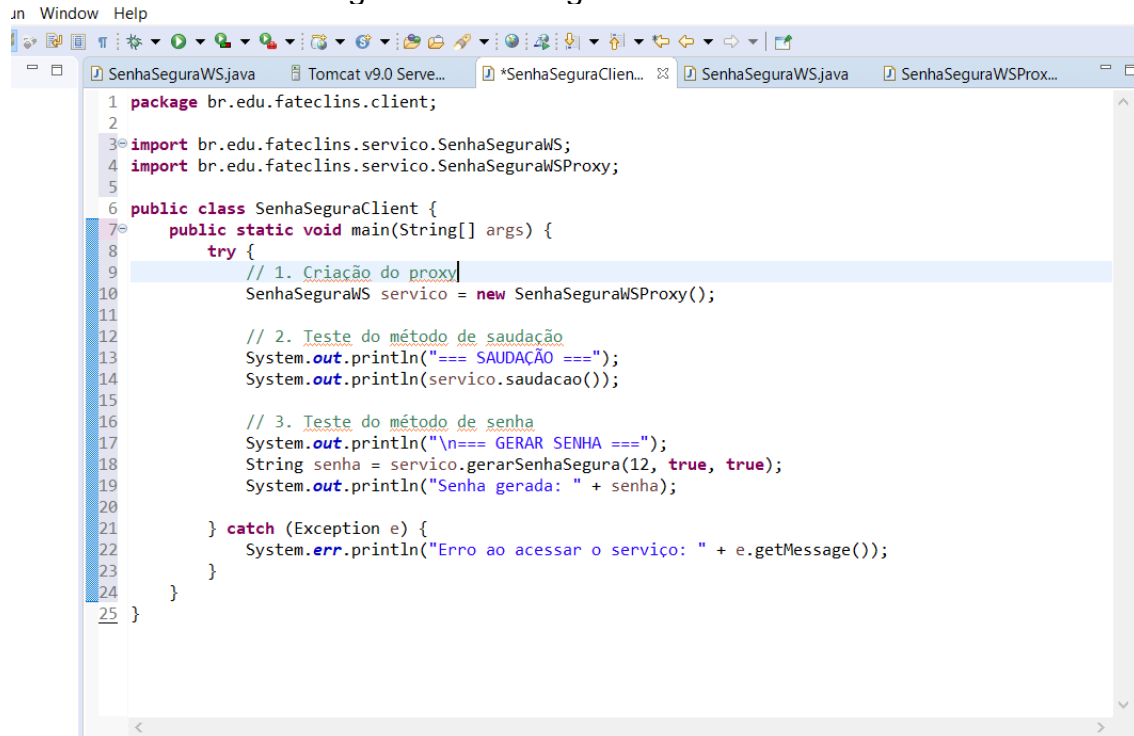 Window Help
SenhaSeguraWS.java Tomcat v9.0 Serve... *SenhaSeguraClien... SenhaSeguraWS.java SenhaSeguraWSProx...
1 package br.edu.fateclins.client;
2
3 import br.edu.fateclins.servico.SenhaSeguraWS;
4 import br.edu.fateclins.servico.SenhaSeguraWSProxy;
5
6 public class SenhaSeguraClient {
7 public static void main(String[] args) {
8 try {
9 // 1. Criação do proxy
10 SenhaSeguraWS servico = new SenhaSeguraWSProxy();
11
12 // 2. Teste do método de saudação
13 System.out.println("=== SAUDAÇÃO ===");
14 System.out.println(servico.saudacao());
15
16 // 3. Teste do método de senha
17 System.out.println("\n=== GERAR SENHA ===");
18 String senha = servico.gerarSenhaSegura(12, true, true);
19 System.out.println("Senha gerada: " + senha);
20
21 } catch (Exception e) {
22 System.err.println("Erro ao acessar o serviço: " + e.getMessage());
23 }
24 }
25 }